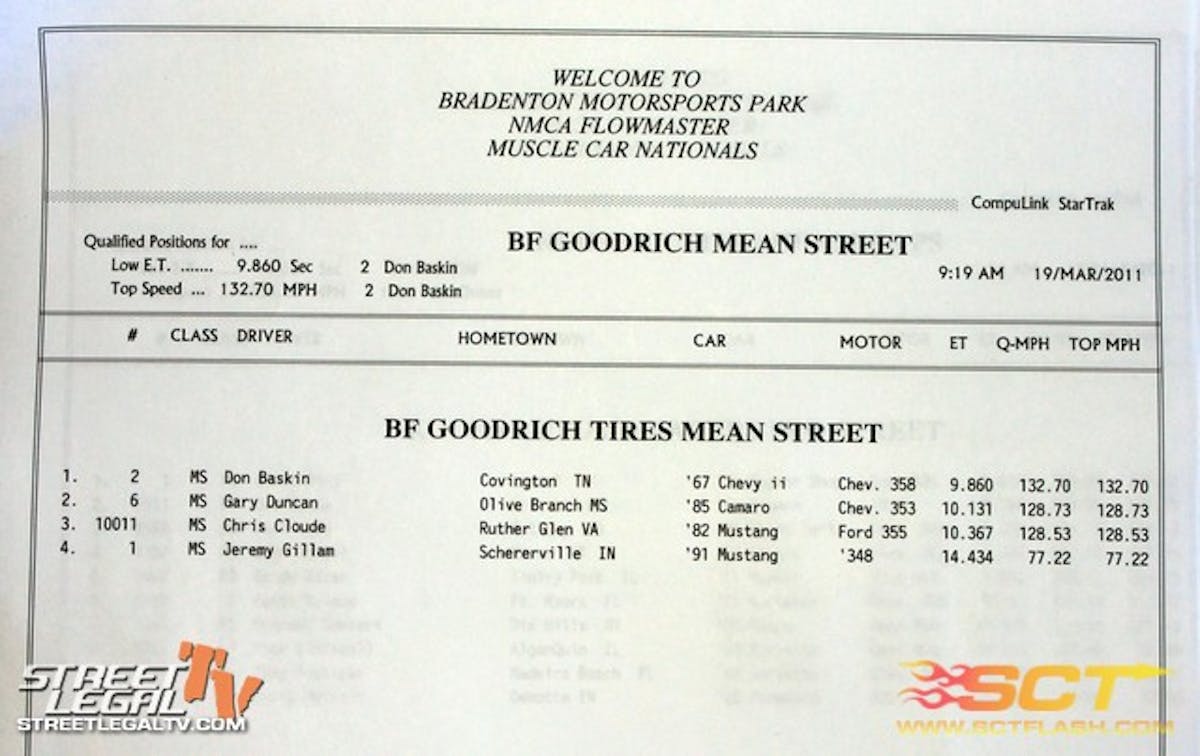 WELCOME TO
BRADENTON MOTORSPORTS PARK
NMCA FLOWMASTER
MUSCLE CAR NATIONALS
CompuLink StarTrak
Qualified Positions for .... BF GOODRICH MEAN STREET
Low E.T. ....... 9.860 Sec 2 Don Baskin 9:19 AM 19/MAR/2011
Top Speed ... 132.70 MPH 2 Don Baskin
# CLASS DRIVER HOMETOWN CAR MOTOR ET Q-MPH TOP MPH
BF GOODRICH TIRES MEAN STREET
1. 2 MS Don Baskin Covington TN '67 Chevy ii Chev. 358 9.860 132.70 132.70
2. 6 MS Gary Duncan Olive Branch MS '85 Camaro Chev. 353 10.131 128.73 128.73
3. 10011 MS Chris Cloude Ruther Glen VA '82 Mustang Ford 355 10.367 128.53 128.53
4. 1 MS Jeremy Gillam Schererville IN '91 Mustang '348 14.434 77.22 77.22
STREET LEGAL TV
STREETLEGALTV.COM
SCT
WWW.SCTFLASH.COM